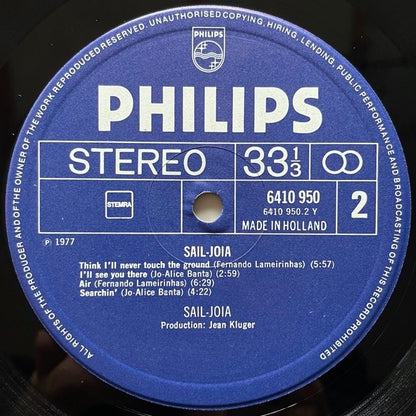 ALL RIGHTS OF THE PRODUCER AND OF THE OWNER OF THE WORK REPRODUCED RESERVED. UNAUTHORISED COPYING, HIRING, LENDING, PUBLIC PERFORMANCE AND BROADCASTING OF THIS RECORD PROHIBITED
PHILIPS
PHILIPS
STEREO 33 1/3
STEMRA
6410 950
6410 950.2 Y
MADE IN HOLLAND
2
℗ 1977
SAIL-JOIA
Think I'll never touch the ground (Fernando Lameirinhas) (5:57)
I'll see you there (Jo-Alice Banta) (2:59)
Air (Fernando Lameirinhas) (6:29)
Searchin' (Jo-Alice Banta) (4:22)
SAIL-JOIA
Production: Jean Kluger